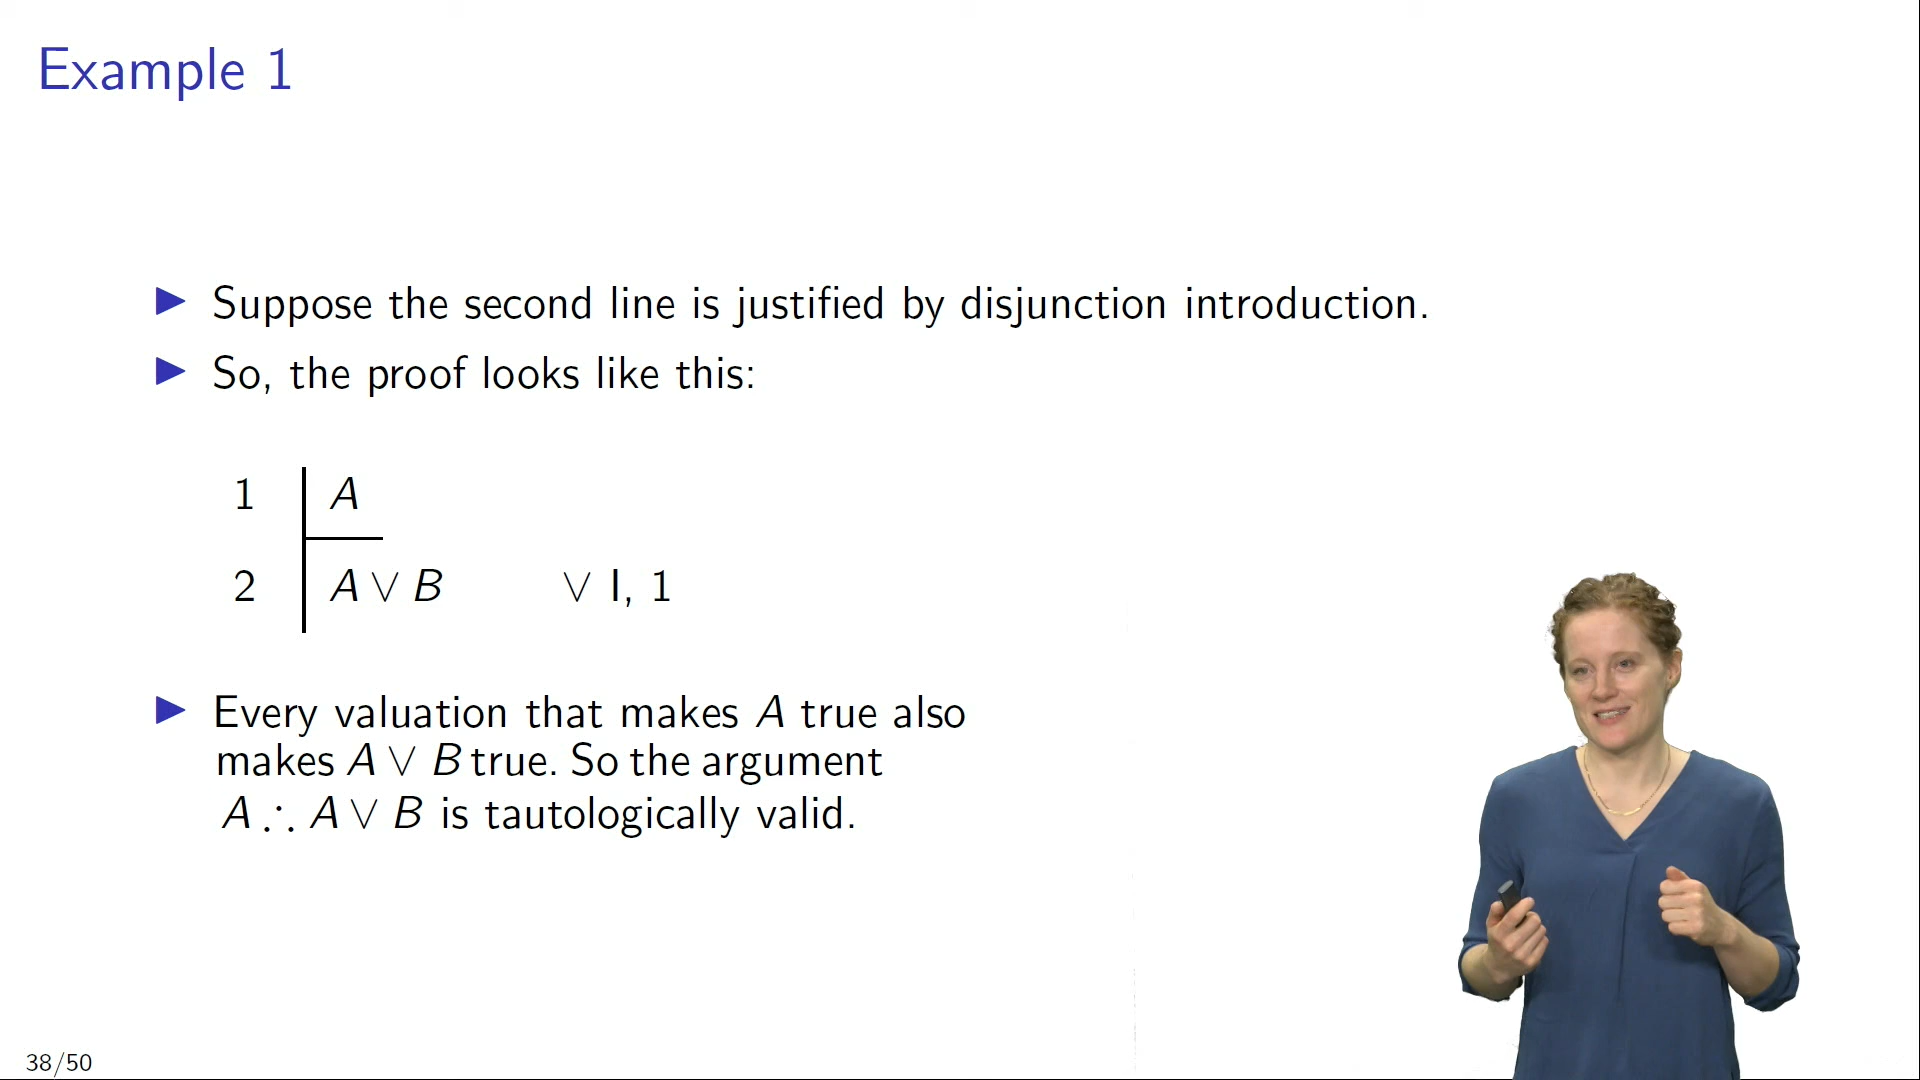 Example 1
Suppose the second line is justified by disjunction introduction.
So, the proof looks like this:
1 A
2 A ∨ B ∨ I, 1
Every valuation that makes A true also
makes A ∨ B true. So the argument
A ∴ A ∨ B is tautologically valid.
38/50